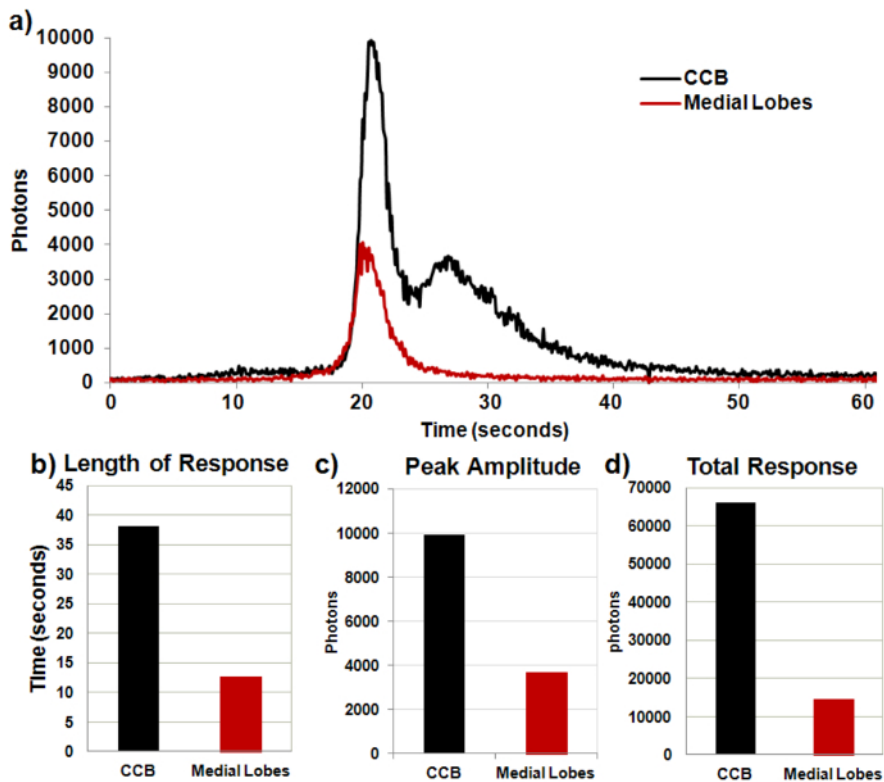 a)
10000
9000
8000
7000
6000
5000
4000
3000
2000
1000
0
Photons
CCB
Medial Lobes
0 10 20 30 40 50 60
Time (seconds)
b) Length of Response
45
40
35
30
25
20
15
10
5
0
TIme (seconds)
CCB Medial Lobes
c) Peak Amplitude
12000
10000
8000
6000
4000
2000
0
Photons
CCB Medial Lobes
d) Total Response
70000
60000
50000
40000
30000
20000
10000
0
photons
CCB Medial Lobes